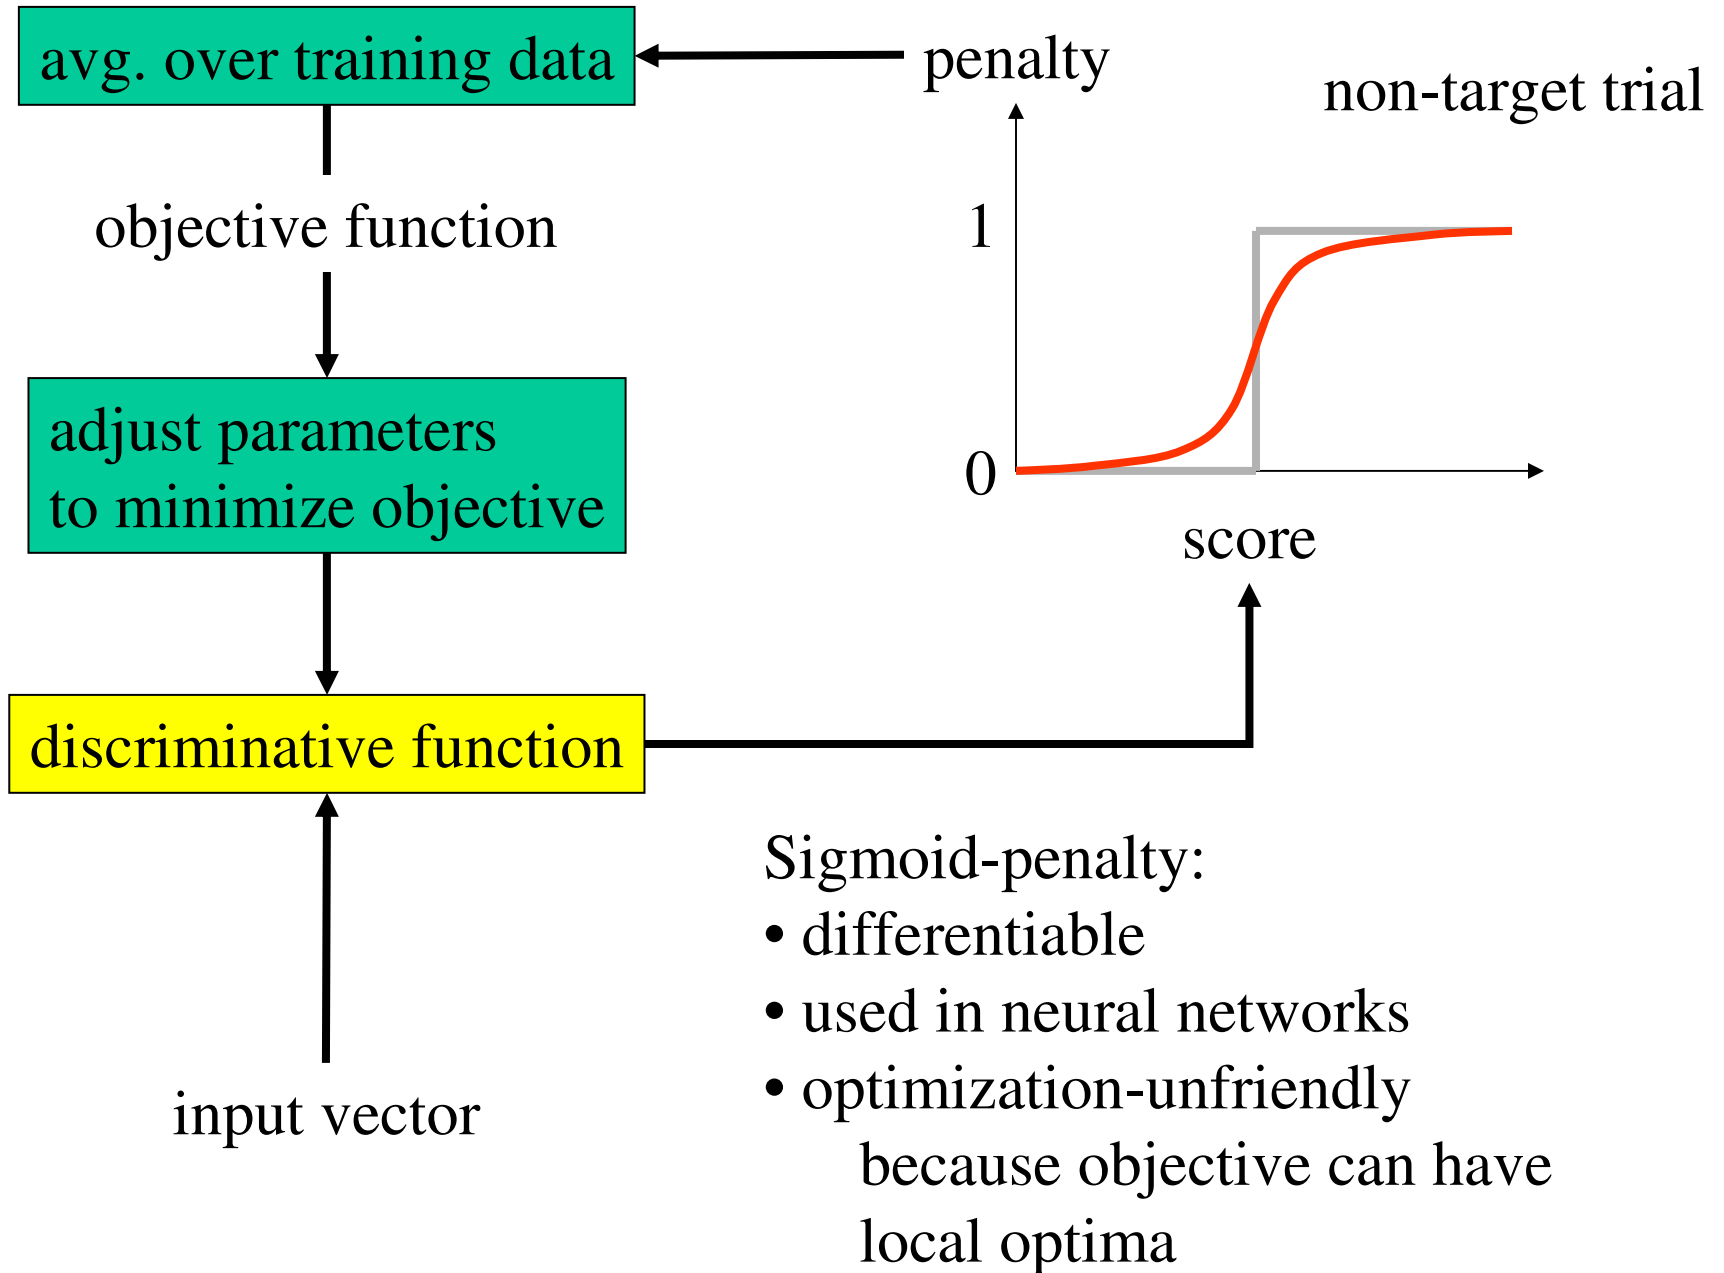 avg. over training data
penalty
non-target trial
1
objective function
adjust parameters
to minimize objective
0
score
discriminative function
Sigmoid-penalty:
• differentiable
• used in neural networks
• optimization-unfriendly
because objective can have
local optima
input vector